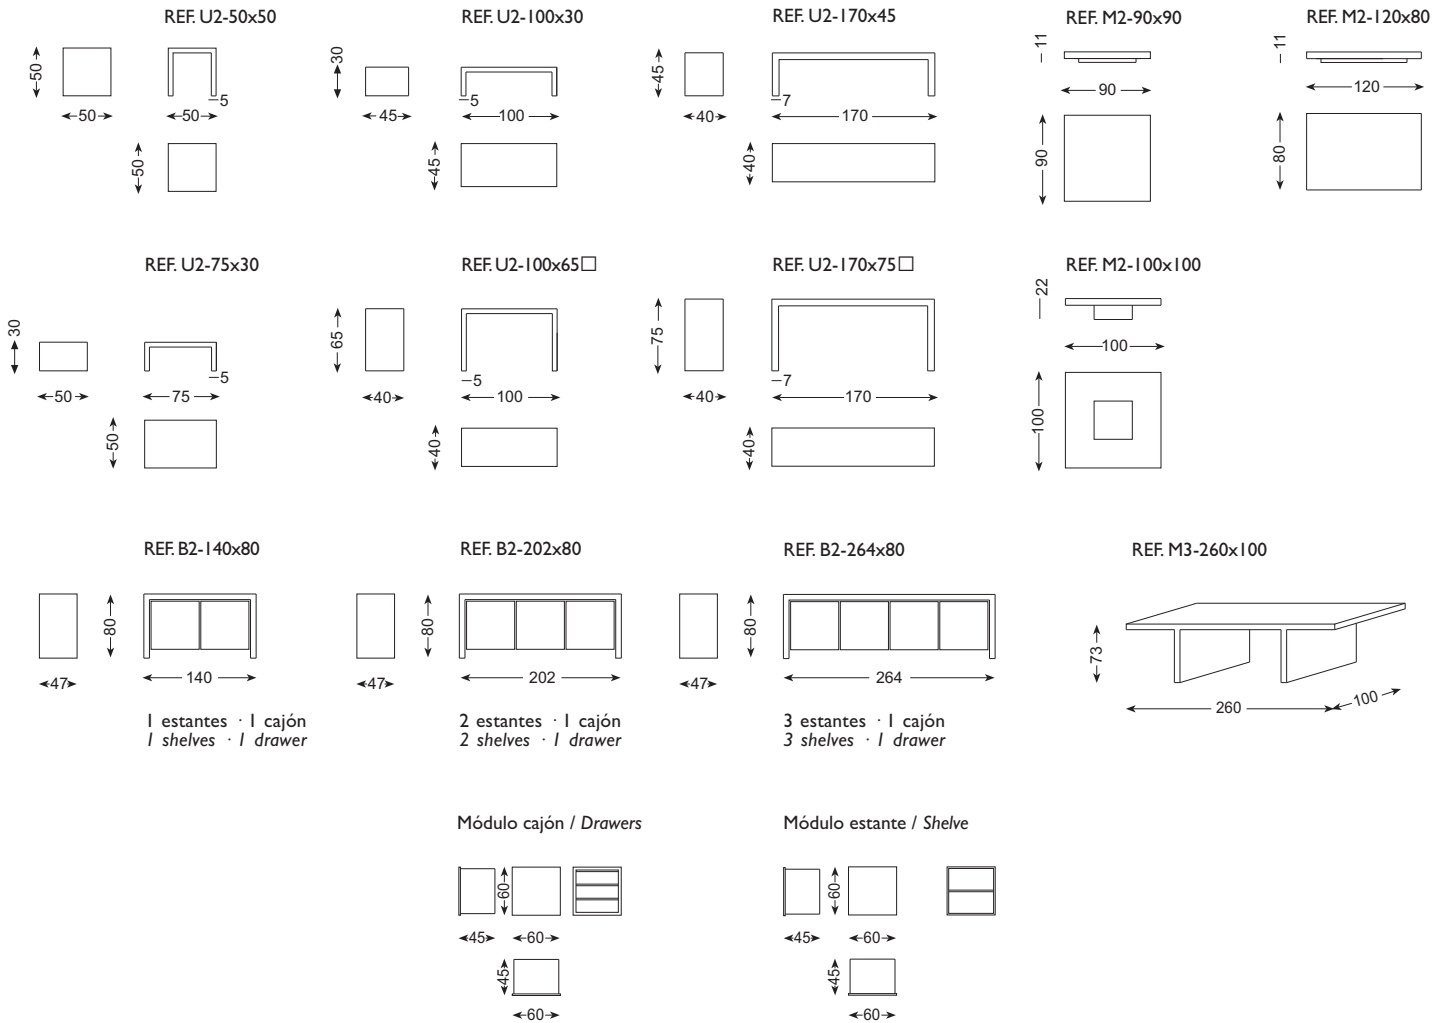 REF. U2-50x50
50
50
5
50
50
REF. U2-100x30
30
45
5
100
45
REF. U2-170x45
45
40
7
170
40
REF. M2-90x90
11
90
90
REF. M2-120x80
11
120
80
REF. U2-75x30
30
50
5
75
50
REF. U2-100x65□
65
40
5
100
40
REF. U2-170x75□
75
40
7
170
40
REF. M2-100x100
22
100
100
REF. B2-140x80
47
80
140
1 estantes · 1 cajón
1 shelves · 1 drawer
REF. B2-202x80
47
80
202
2 estantes · 1 cajón
2 shelves · 1 drawer
REF. B2-264x80
47
80
264
3 estantes · 1 cajón
3 shelves · 1 drawer
REF. M3-260x100
73
260
100
Módulo cajón / Drawers
60
45
60
45
60
Módulo estante / Shelve
60
45
60
45
60